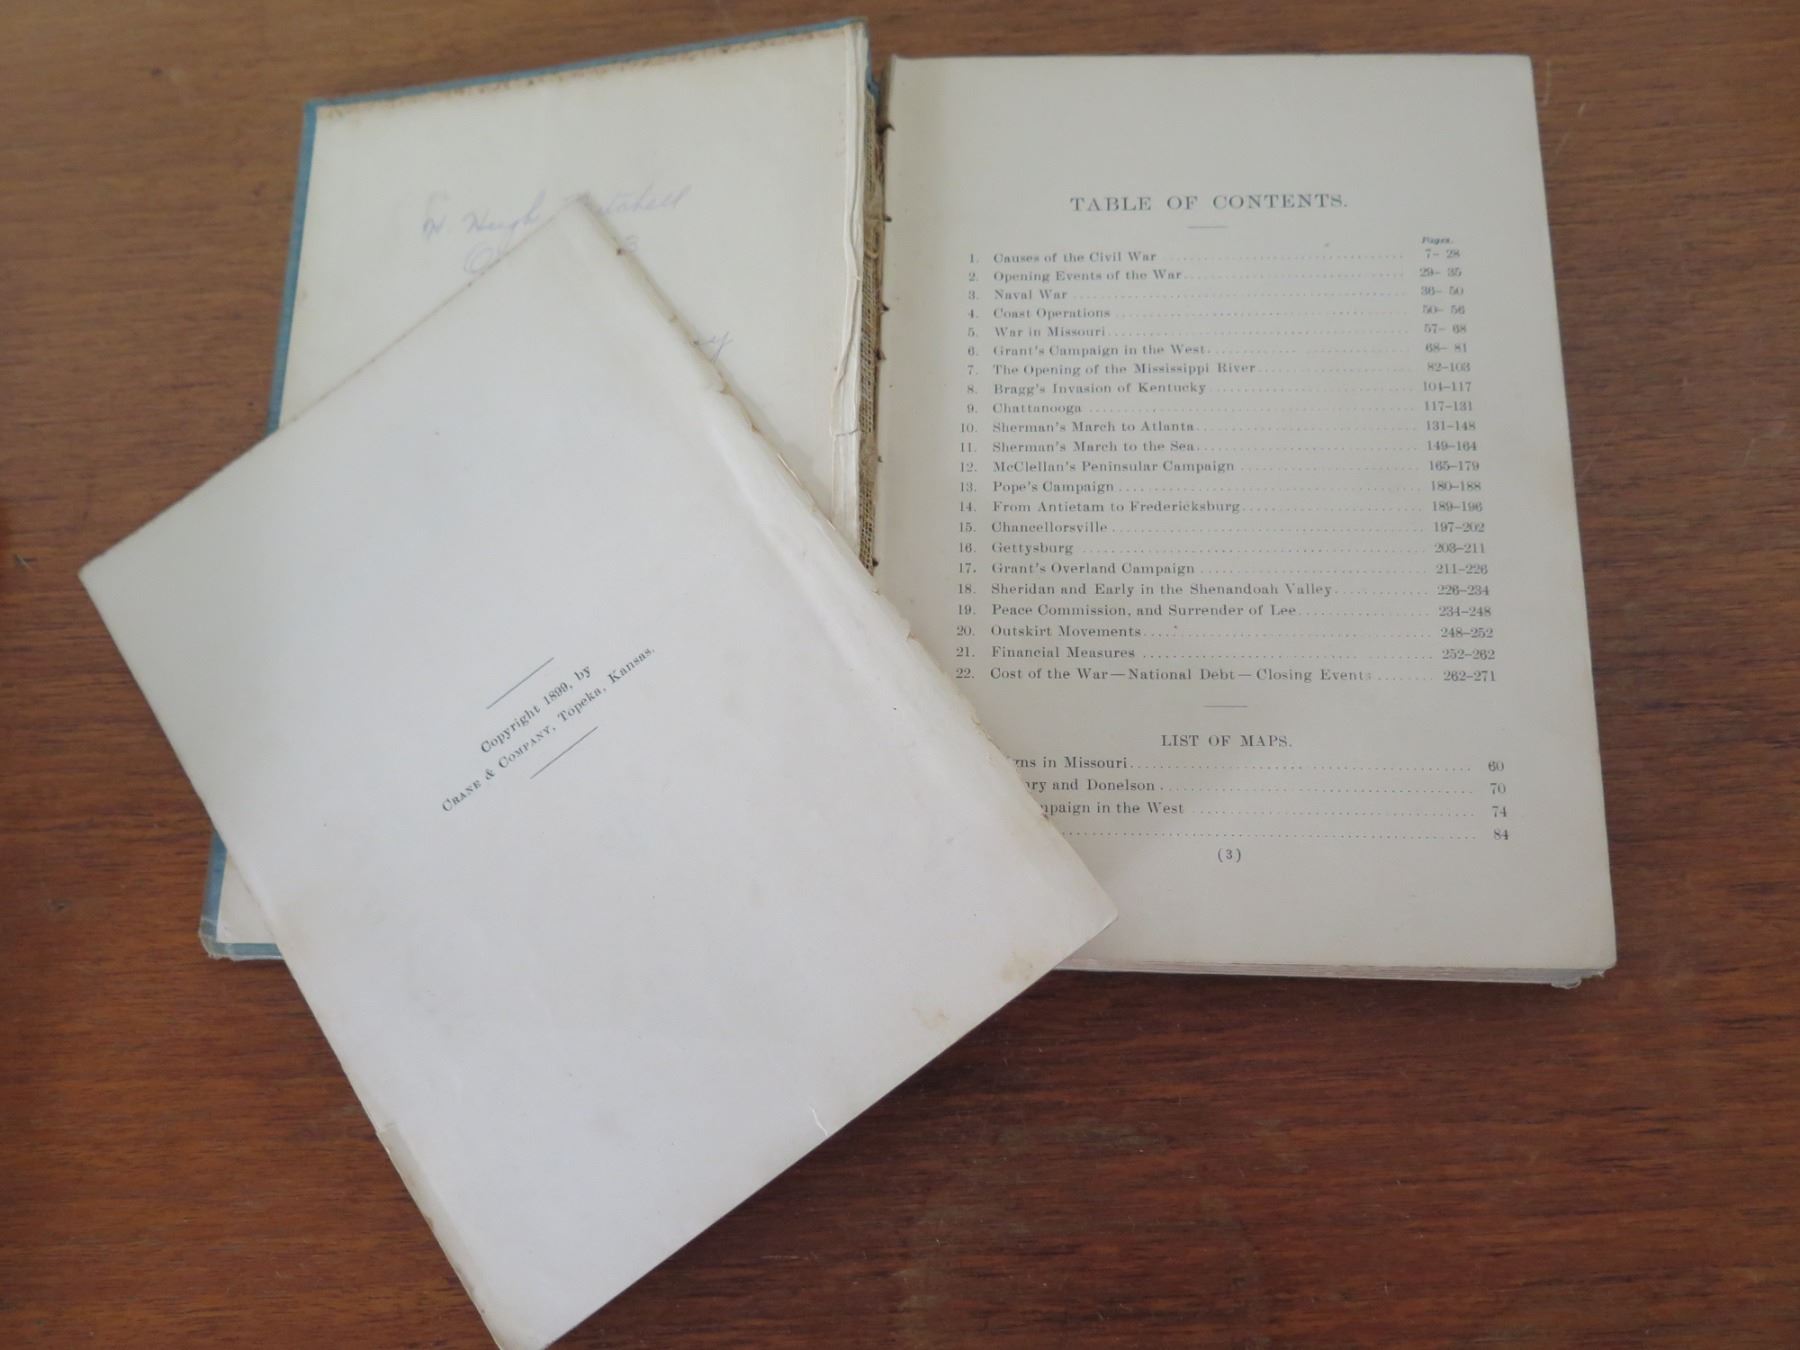 H. Hugh
3
Copyright 1899, by
CRANE & COMPANY, Topeka, Kansas.
TABLE OF CONTENTS.
Pages.
1. Causes of the Civil War 7– 28
2. Opening Events of the War 29– 35
3. Naval War 36– 50
4. Coast Operations 50– 56
5. War in Missouri 57– 68
6. Grant's Campaign in the West 68– 81
7. The Opening of the Mississippi River 82–103
8. Bragg's Invasion of Kentucky 104–117
9. Chattanooga 117–131
10. Sherman's March to Atlanta 131–148
11. Sherman's March to the Sea 149–164
12. McClellan's Peninsular Campaign 165–179
13. Pope's Campaign 180–188
14. From Antietam to Fredericksburg 189–196
15. Chancellorsville 197–202
16. Gettysburg 203–211
17. Grant's Overland Campaign 211–226
18. Sheridan and Early in the Shenandoah Valley 226–234
19. Peace Commission, and Surrender of Lee 234–248
20. Outskirt Movements 248–252
21. Financial Measures 252–262
22. Cost of the War—National Debt—Closing Events 262–271
LIST OF MAPS.
in Missouri 60
and Donelson 70
in the West 74
84
(3)